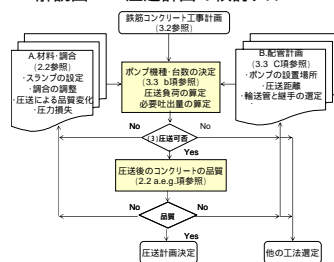 鉄筋コンクリート工事計画
(3.2参照)
A.材料・調合
(2.2参照)
・スランプの設定
・調合の調整
・圧送による品質変化
・圧力損失
ポンプ機種・台数の決定
(3.3 b項参照)
圧送負荷の算定
必要吐出量の算定
B.配管計画
(3.3 C項参照)
・ポンプの設置場所
・圧送距離
・輸送管と継手の選定
No
(3)圧送可否
No
Yes
圧送後のコンクリートの品質
(2.2 a.e.g.項参照)
No
品質
No
Yes
圧送計画決定
他の工法選定